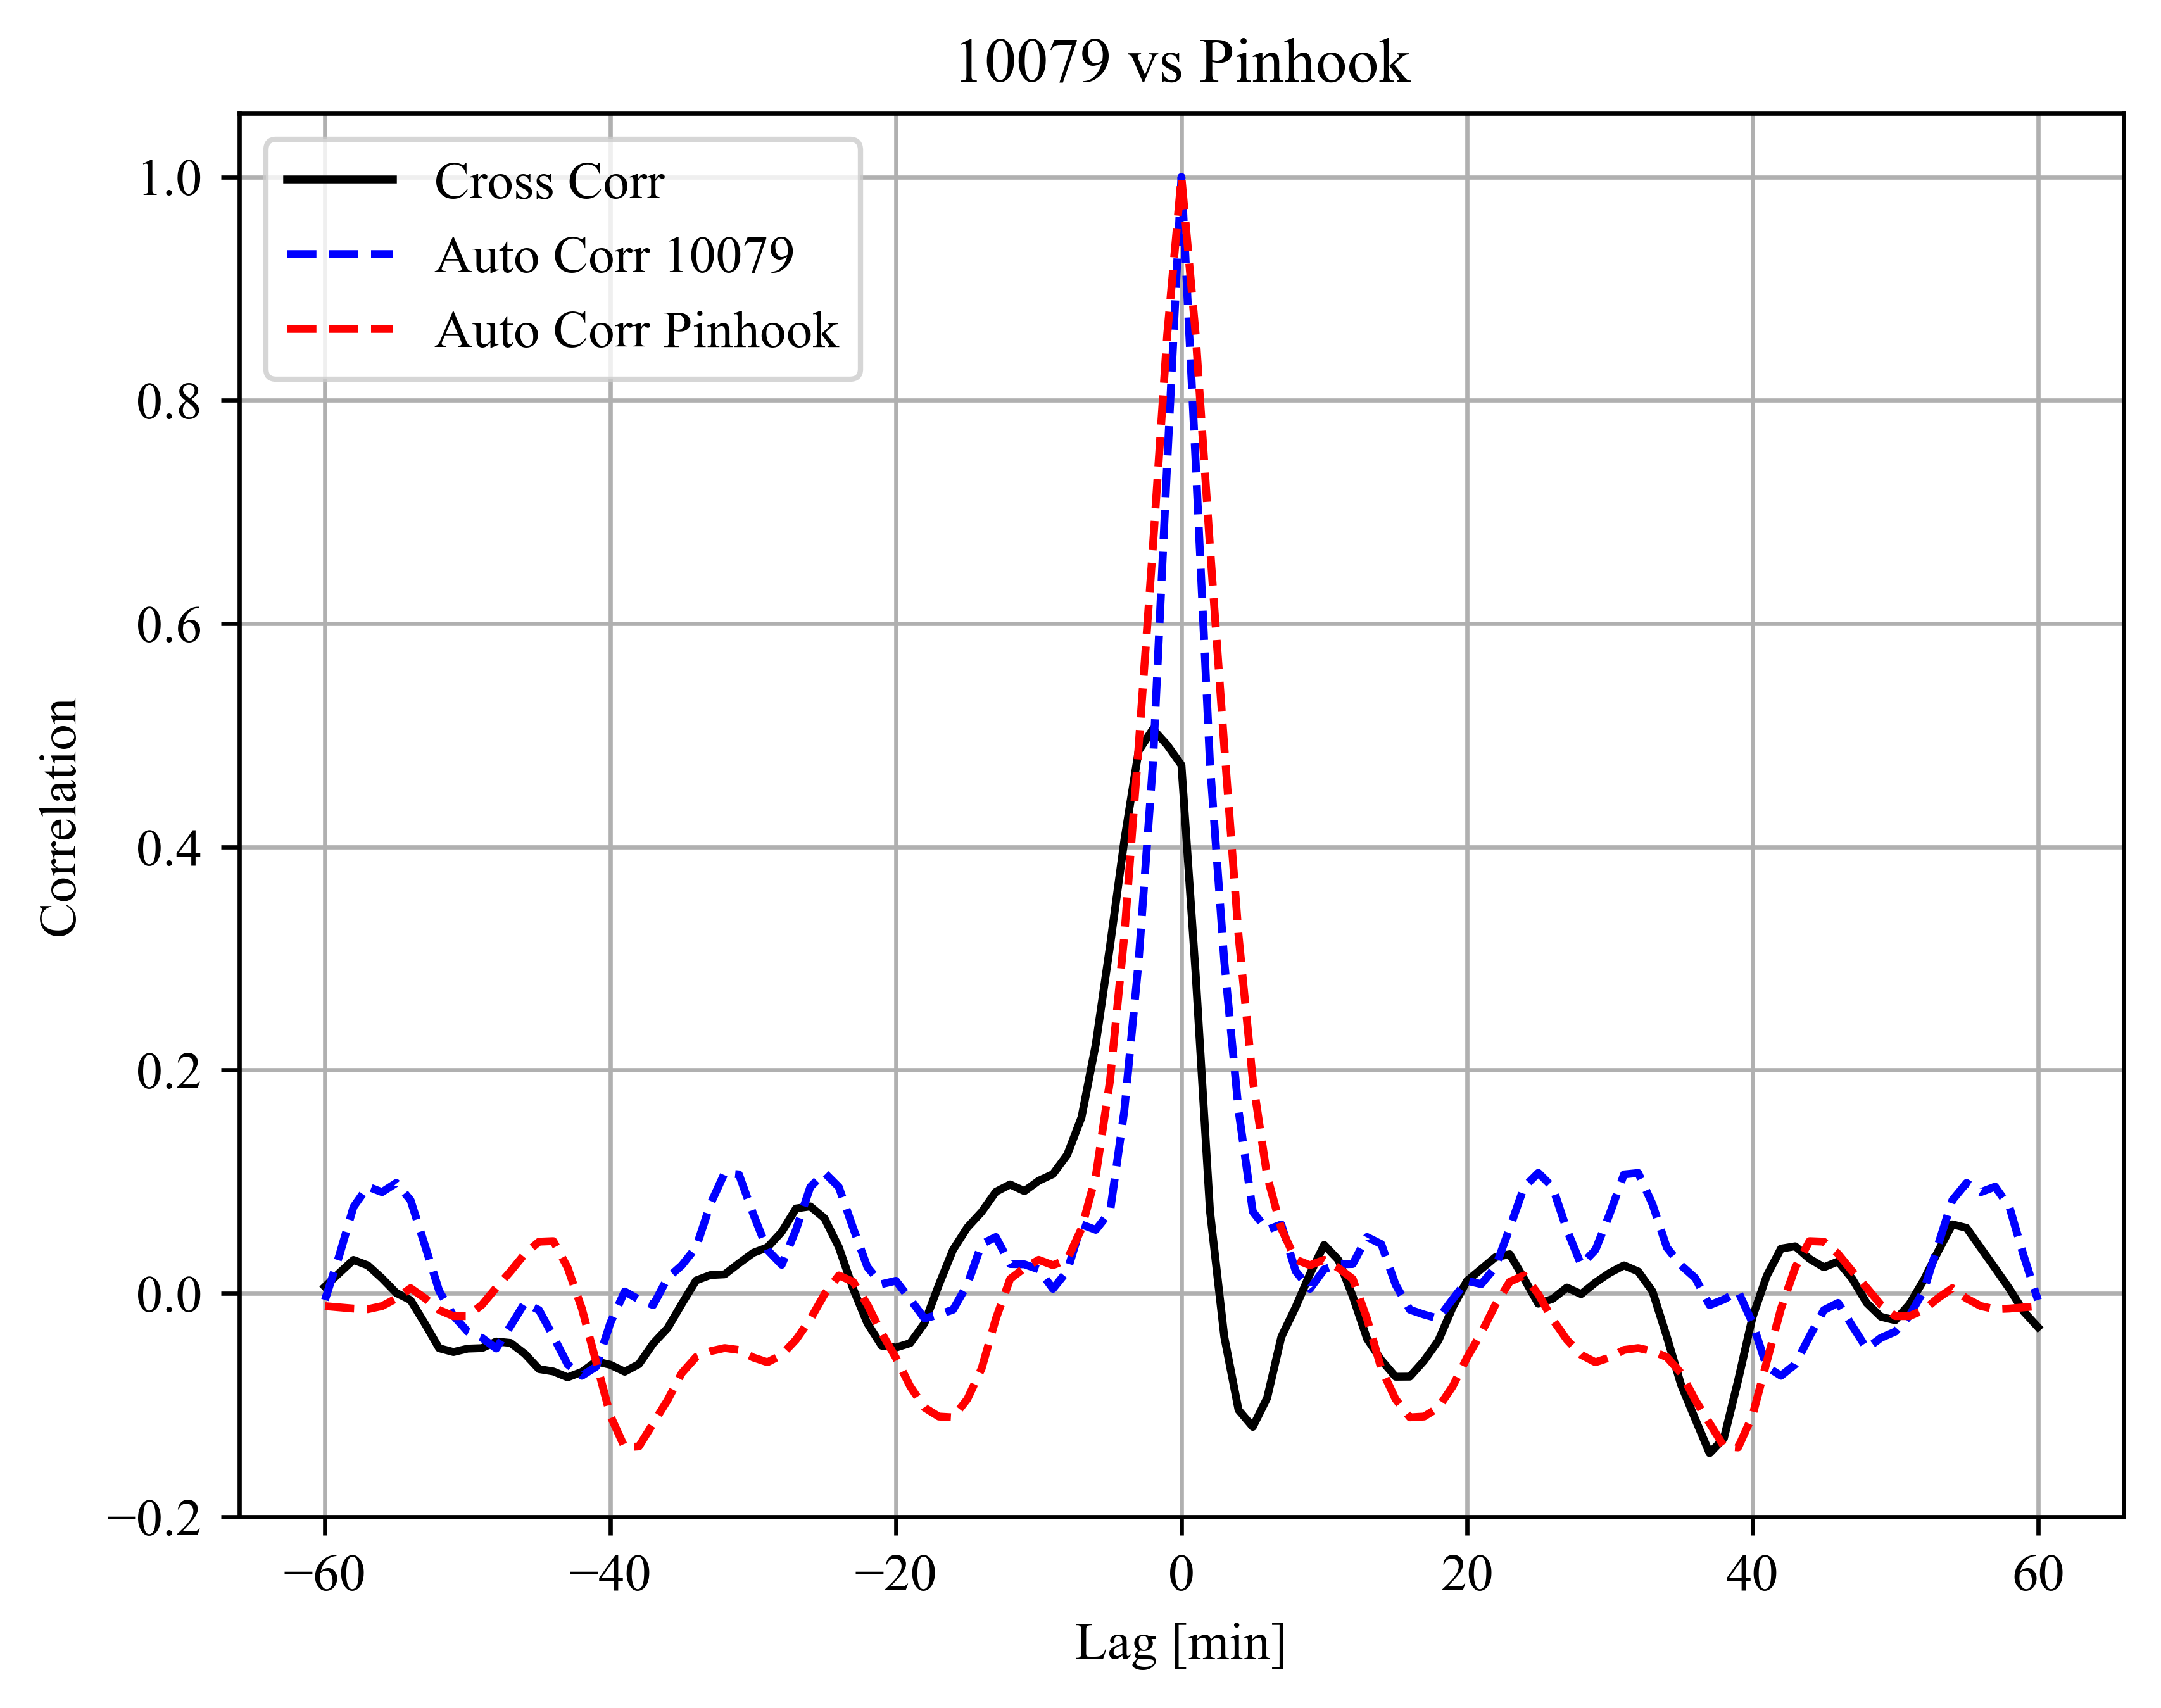 10079 vs Pinhook
Cross Corr
Auto Corr 10079
Auto Corr Pinhook
1.0
0.8
0.6
0.4
0.2
0.0
−0.2
Correlation
−60
−40
−20
0
20
40
60
Lag [min]